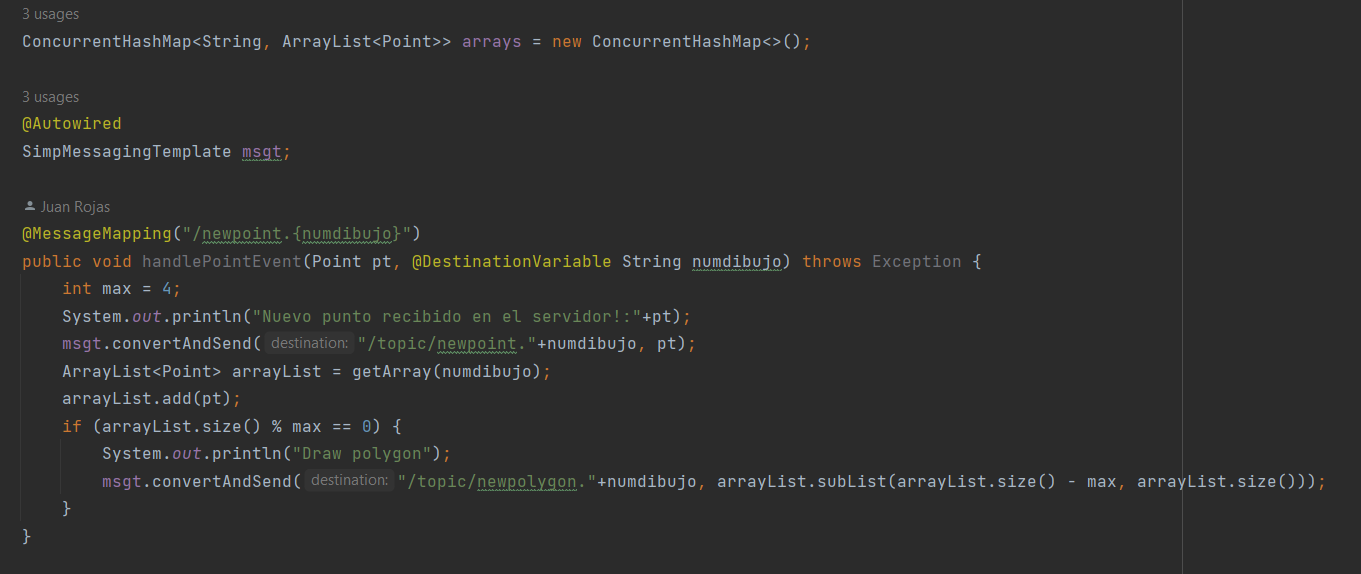 3 usages
ConcurrentHashMap<String, ArrayList<Point>> arrays = new ConcurrentHashMap<>();
3 usages
@Autowired
SimpMessagingTemplate msgt;
Juan Rojas
@MessageMapping("/newpoint.{numdibujo}")
public void handlePointEvent(Point pt, @DestinationVariable String numdibujo) throws Exception {
    int max = 4;
    System.out.println("Nuevo punto recibido en el servidor!:"+pt);
    msgt.convertAndSend( destination: "/topic/newpoint."+numdibujo, pt);
    ArrayList<Point> arrayList = getArray(numdibujo);
    arrayList.add(pt);
    if (arrayList.size() % max == 0) {
        System.out.println("Draw polygon");
        msgt.convertAndSend( destination: "/topic/newpolygon."+numdibujo, arrayList.subList(arrayList.size() - max, arrayList.size()));
    }
}